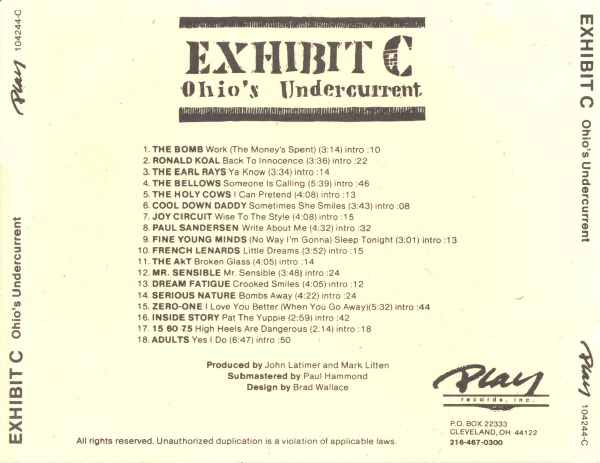 EXHIBIT C
Ohio's Undercurrent
1. THE BOMB Work (The Money's Spent) (3:14) intro :10
2. RONALD KOAL Back To Innocence (3:36) intro :22
3. THE EARL RAYS Ya Know (3:34) intro :14
4. THE BELLOWS Someone Is Calling (5:39) intro :46
5. THE HOLY COWS I Can Pretend (4:08) intro :13
6. COOL DOWN DADDY Sometimes She Smiles (3:43) intro :08
7. JOY CIRCUIT Wise To The Style (4:08) intro :15
8. PAUL SANDERSEN Write About Me (4:32) intro :32
9. FINE YOUNG MINDS (No Way I'm Gonna) Sleep Tonight (3:01) intro :13
10. FRENCH LENARDS Little Dreams (3:52) intro :15
11. THE AkT Broken Glass (4:05) intro :14
12. MR. SENSIBLE Mr. Sensible (3:48) intro :24
13. DREAM FATIGUE Crooked Smiles (4:05) intro :12
14. SERIOUS NATURE Bombs Away (4:22) intro :24
15. ZERO-ONE I Love You Better (When You Go Away)(5:32) intro :44
16. INSIDE STORY Pat The Yuppie (2:59) intro :42
17. 15 60 75 High Heels Are Dangerous (2:14) intro :18
18. ADULTS Yes I Do (6:47) intro :50
Produced by John Latimer and Mark Litten
Submastered by Paul Hammond
Design by Brad Wallace
Play
records, inc.
P.O. BOX 22333
CLEVELAND, OH 44122
216-467-0300
All rights reserved. Unauthorized duplication is a violation of applicable laws.
EXHIBIT C Ohio's Undercurrent
Play 104244-C
EXHIBIT C Ohio's Undercurrent
Play 104244-C